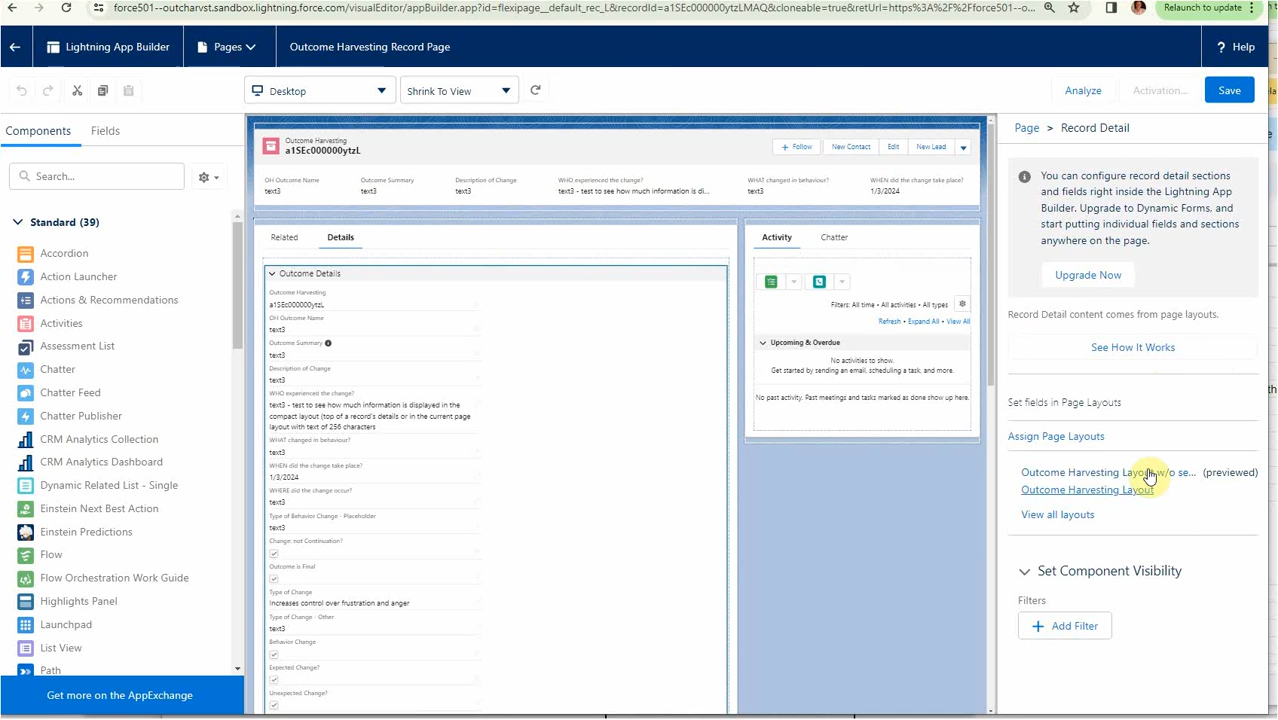 force501--outcharvst.sandbox.lightning.force.com/visualEditor/appBuilder.app?id=flexipage__default_rec_L&recordId=a1SEc000000ytzLMAQ&cloneable=true&retUrl=https%3A%2F%2Fforce501--o...
Relaunch to update
Lightning App Builder
Pages
Outcome Harvesting Record Page
? Help
Desktop
Shrink To View
Analyze
Activation...
Save
Components
Fields
Search...
Standard (39)
Accordion
Action Launcher
Actions & Recommendations
Activities
Assessment List
Chatter
Chatter Feed
Chatter Publisher
CRM Analytics Collection
CRM Analytics Dashboard
Dynamic Related List - Single
Einstein Next Best Action
Einstein Predictions
Flow
Flow Orchestration Work Guide
Highlights Panel
Launchpad
List View
Path
Get more on the AppExchange
Outcome Harvesting
a1SEc000000ytzL
+ Follow
New Contact
Edit
New Lead
OH Outcome Name
text3
Outcome Summary
text3
Description of Change
text3
WHO experienced the change?
text3 - test to see how much information is di...
WHAT changed in behaviour?
text3
WHEN did the change take place?
1/3/2024
Related
Details
Outcome Details
Outcome Harvesting
a1SEc000000ytzL
OH Outcome Name
text3
Outcome Summary
text3
Description of Change
text3
WHO experienced the change?
text3 - test to see how much information is displayed in the
compact layout (top of a record's details or in the current page
layout with text of 256 characters
WHAT changed in behaviour?
text3
WHEN did the change take place?
1/3/2024
WHERE did the change occur?
text3
Type of Behavior Change - Placeholder
text3
Change: not Continuation?
Outcome is Final
Type of Change
Increases control over frustration and anger
Type of Change - Other
text3
Behavior Change
Expected Change?
Unexpected Change?
Activity
Chatter
Filters: All time • All activities • All types
Refresh • Expand All • View All
Upcoming & Overdue
No activities to show.
Get started by sending an email, scheduling a task, and more.
No past activity. Past meetings and tasks marked as done show up here.
Page > Record Detail
You can configure record detail sections
and fields right inside the Lightning App
Builder. Upgrade to Dynamic Forms, and
start putting individual fields and sections
anywhere on the page.
Upgrade Now
Record Detail content comes from page layouts.
See How It Works
Set fields in Page Layouts
Assign Page Layouts
Outcome Harvesting Layout w/o se... (previewed)
Outcome Harvesting Layout
View all layouts
Set Component Visibility
Filters
+ Add Filter